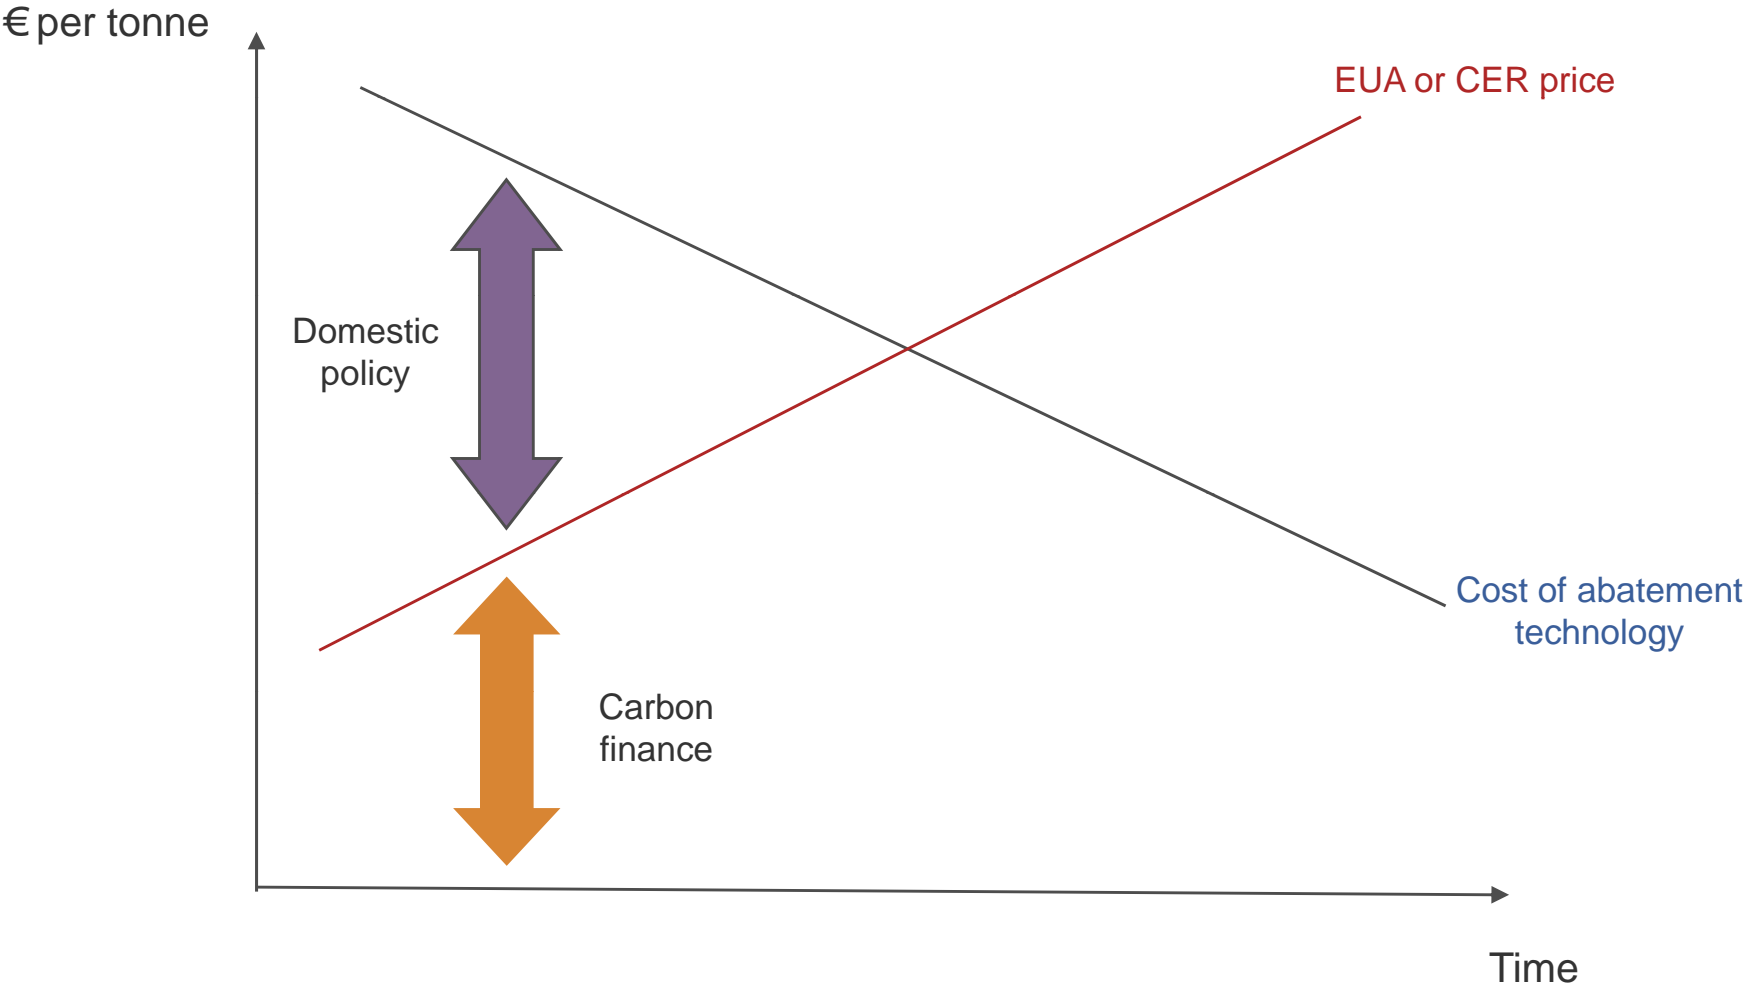 € per tonne
EUA or CER price
Domestic
policy
Cost of abatement
technology
Carbon
finance
Time